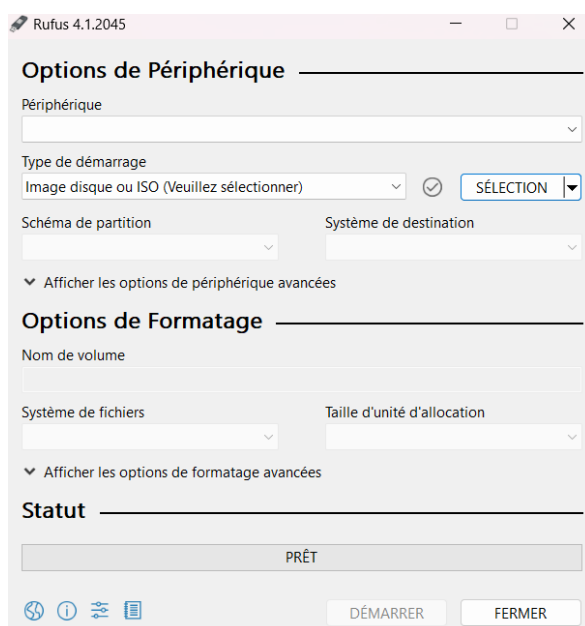 Rufus 4.1.2045
Options de Périphérique
Périphérique
Type de démarrage
Image disque ou ISO (Veuillez sélectionner)
SÉLECTION
Schéma de partition
Système de destination
Afficher les options de périphérique avancées
Options de Formatage
Nom de volume
Système de fichiers
Taille d'unité d'allocation
Afficher les options de formatage avancées
Statut
PRÊT
DÉMARRER
FERMER